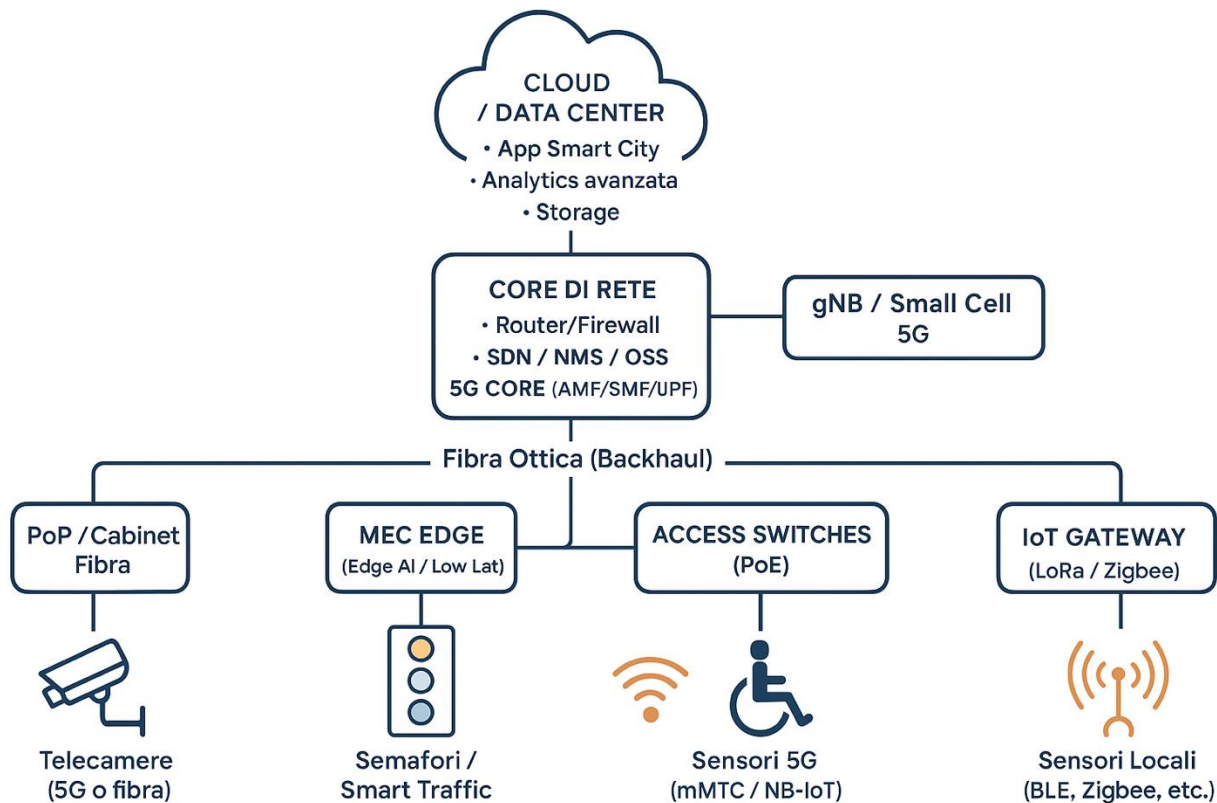 CLOUD
/ DATA CENTER
• App Smart City
• Analytics avanzata
• Storage
CORE DI RETE
• Router/Firewall
• SDN / NMS / OSS
5G CORE (AMF/SMF/UPF)
gNB / Small Cell
5G
Fibra Ottica (Backhaul)
PoP / Cabinet
Fibra
MEC EDGE
(Edge AI / Low Lat)
ACCESS SWITCHES
(PoE)
IoT GATEWAY
(LoRa / Zigbee)
Telecamere
(5G o fibra)
Semafori /
Smart Traffic
Sensori 5G
(mMTC / NB-IoT)
Sensori Locali
(BLE, Zigbee, etc.)